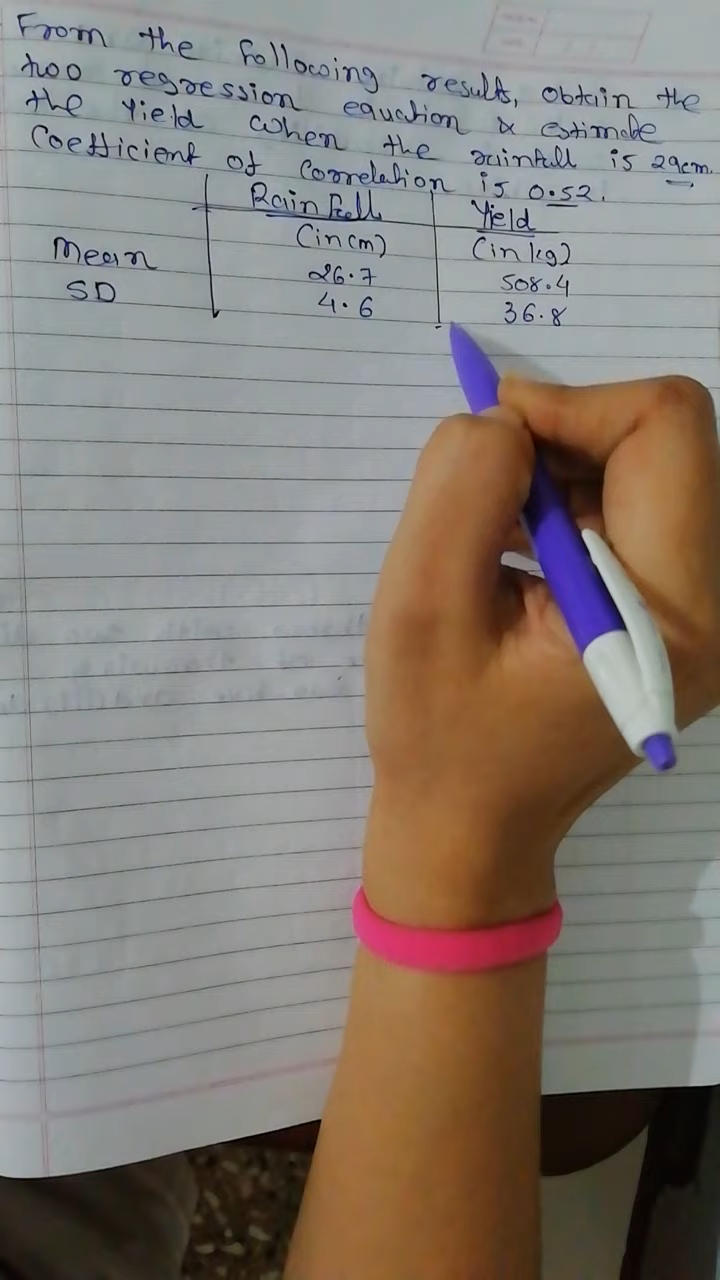 From the following results, obtain the
two regression equation & estimate
the Yield when the rainfall is 29cm.
Coefficient of Correlation is 0.52.
Rainfall Yield
(in cm) (in kg)
Mean 26.7 508.4
SD 4.6 36.8